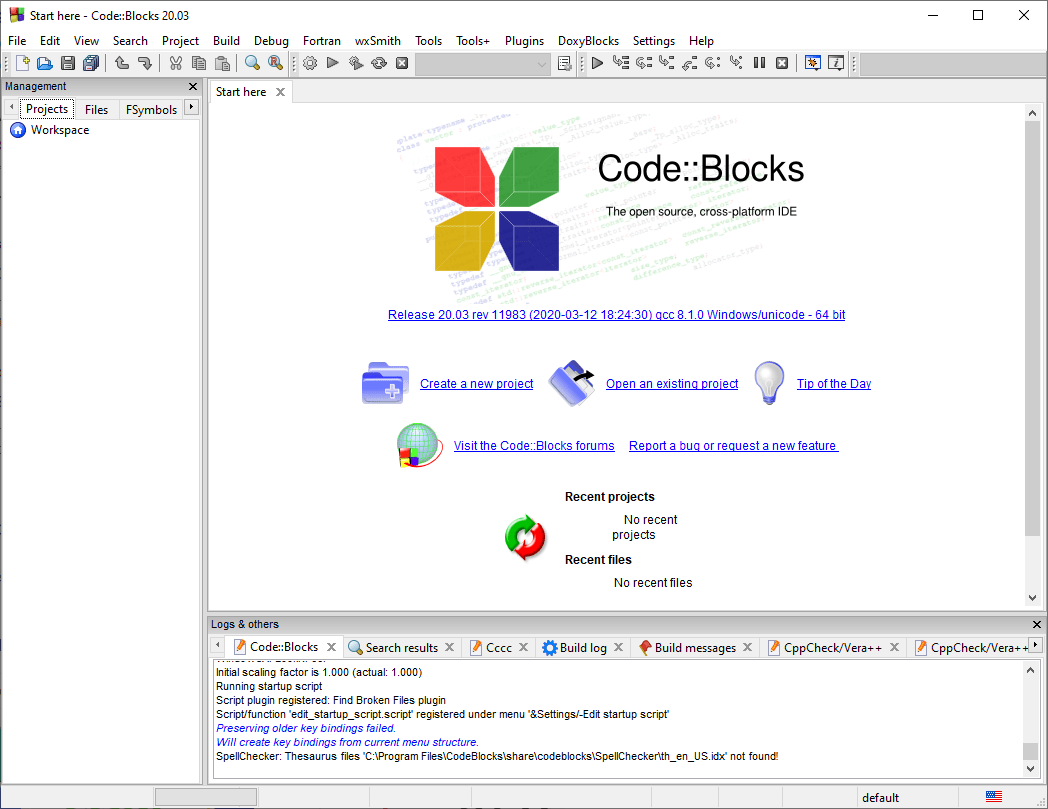 Start here - Code::Blocks 20.03
File Edit View Search Project Build Debug Fortran wxSmith Tools Tools+ Plugins DoxyBlocks Settings Help
Management
Projects Files FSymbols
Workspace
Start here
Code::Blocks
The open source, cross-platform IDE
Release 20.03 rev 11983 (2020-03-12 18:24:30) gcc 8.1.0 Windows/unicode - 64 bit
Create a new project Open an existing project Tip of the Day
Visit the Code::Blocks forums Report a bug or request a new feature
Recent projects
No recent
projects
Recent files
No recent files
Logs & others
Code::Blocks Search results Cccc Build log Build messages CppCheck/Vera++ CppCheck/Vera++
Initial scaling factor is 1.000 (actual: 1.000)
Running startup script
Script plugin registered: Find Broken Files plugin
Script/function 'edit_startup_script.script' registered under menu '&Settings/-Edit startup script'
Preserving older key bindings failed.
Will create key bindings from current menu structure.
SpellChecker: Thesaurus files 'C:\Program Files\CodeBlocks\share\codeblocks\SpellChecker\th_en_US.idx' not found!
default